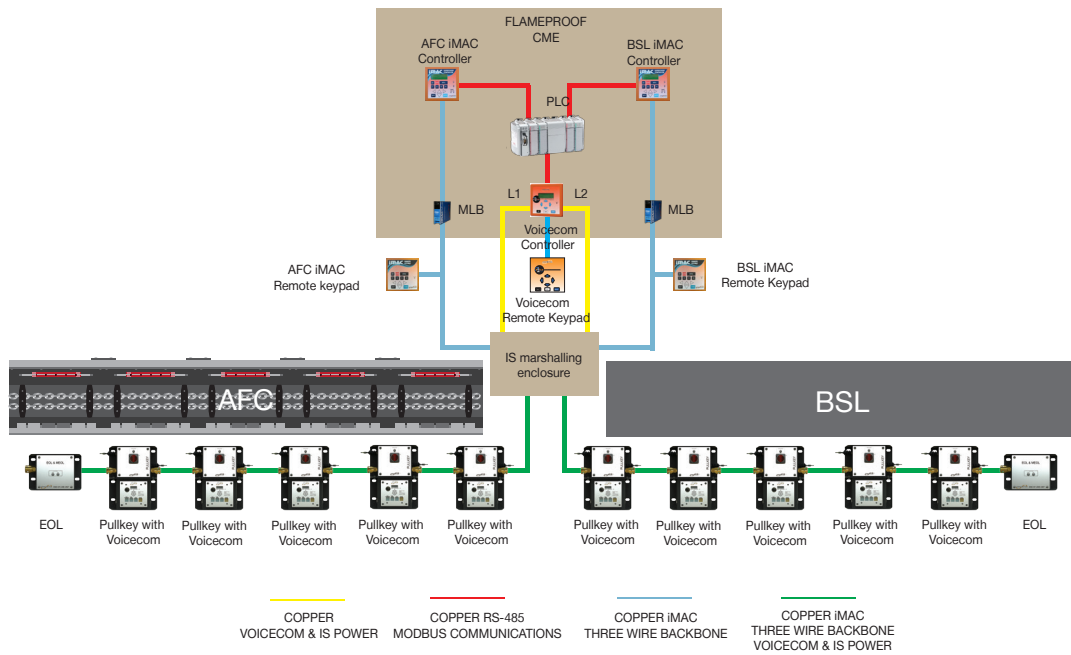 FLAMEPROOF
CME
AFC iMAC
Controller
BSL iMAC
Controller
PLC
L1
L2
MLB
MLB
Voicecom
Controller
AFC iMAC
Remote keypad
BSL iMAC
Remote Keypad
Voicecom
Remote Keypad
IS marshalling
enclosure
AFC
BSL
EOL
Pullkey with
Voicecom
Pullkey with
Voicecom
Pullkey with
Voicecom
Pullkey with
Voicecom
Pullkey with
Voicecom
Pullkey with
Voicecom
Pullkey with
Voicecom
Pullkey with
Voicecom
Pullkey with
Voicecom
Pullkey with
Voicecom
EOL
COPPER
VOICECOM & IS POWER
COPPER RS-485
MODBUS COMMUNICATIONS
COPPER iMAC
THREE WIRE BACKBONE
COPPER iMAC
THREE WIRE BACKBONE
VOICECOM & IS POWER